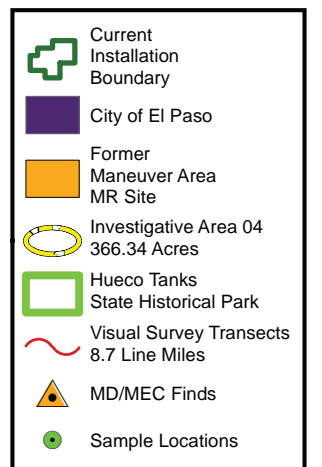 Current
Installation
Boundary
City of El Paso
Former
Maneuver Area
MR Site
Investigative Area 04
366.34 Acres
Hueco Tanks
State Historical Park
Visual Survey Transects
8.7 Line Miles
MD/MEC Finds
Sample Locations